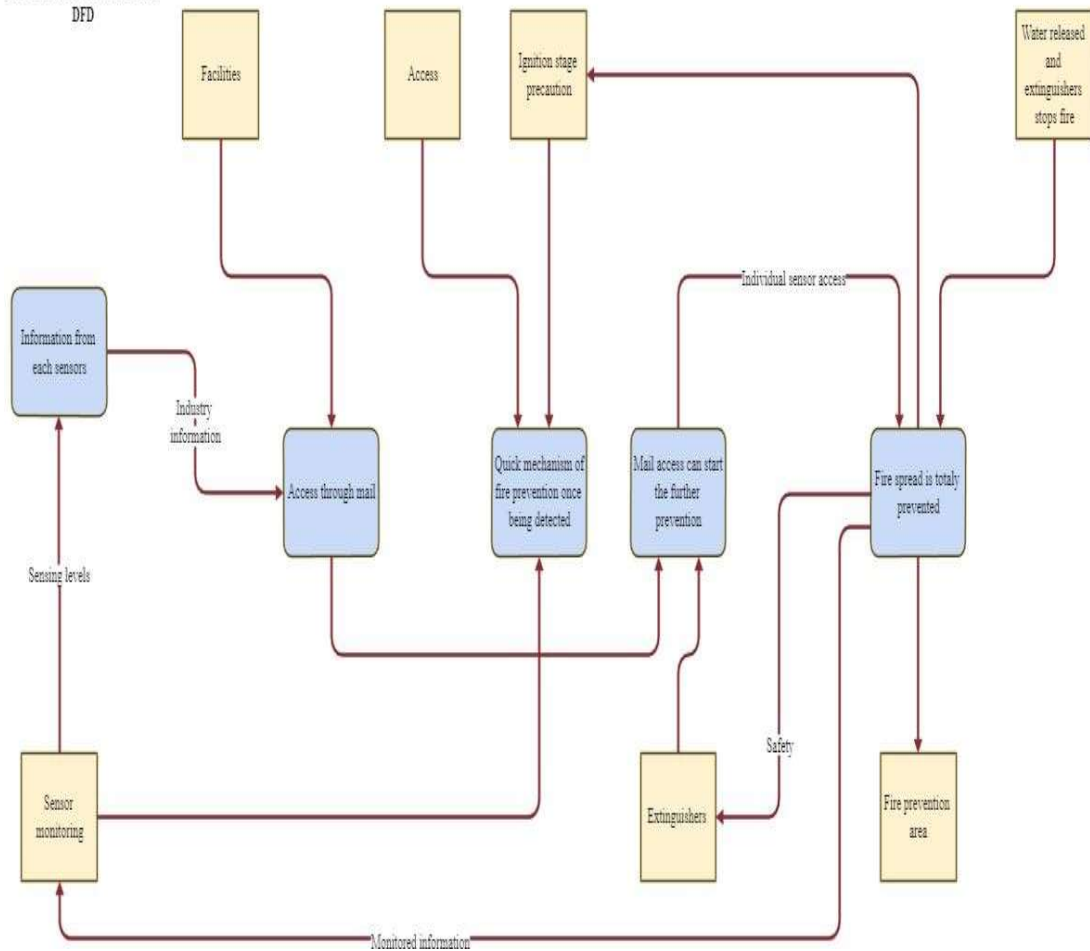 DFD
Facilities
Access
Ignition stage
precaution
Water released
and
extinguishers
stops fire
Individual sensor access
Information from
each sensors
Industry
information
Access through mail
Quick mechanism of
fire prevention once
being detected
Mail access can start
the further
prevention
Fire spread is totaly
prevented
Sensing levels
Safety
Sensor
monitoring
Extinguishers
Fire prevention
area
Monitored information